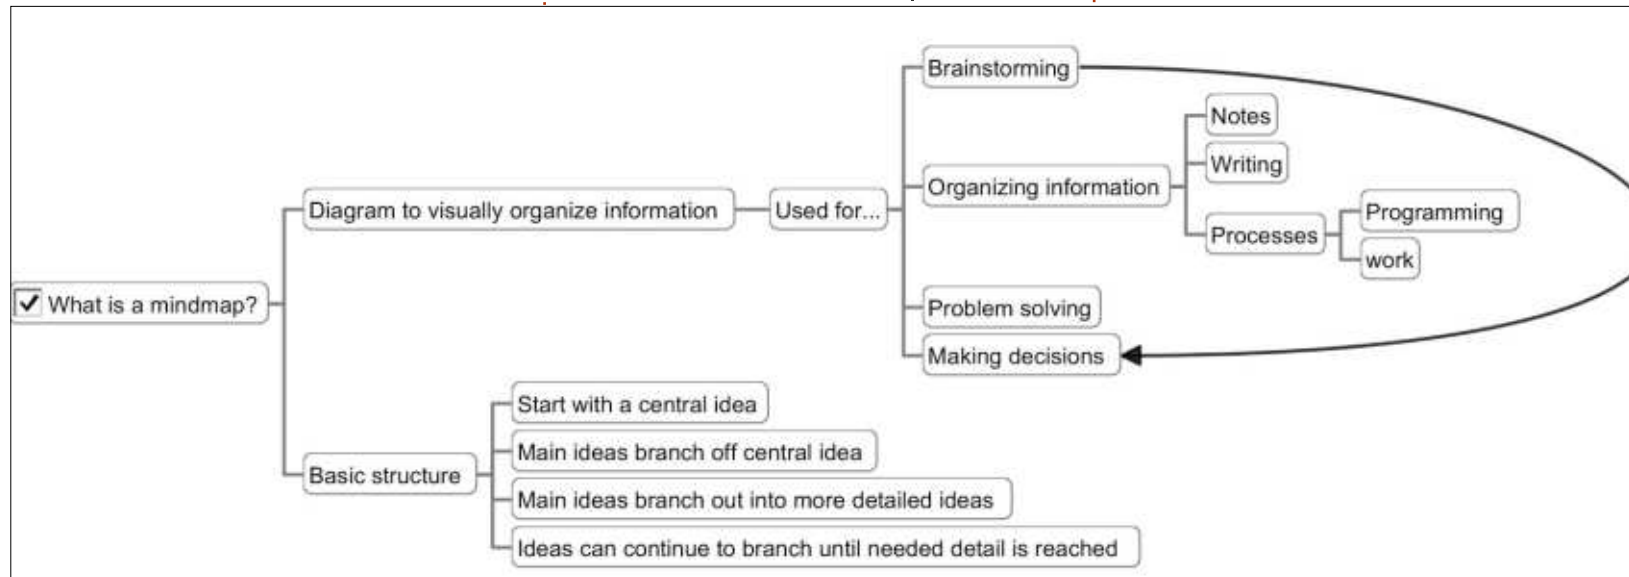 What is a mindmap?
Diagram to visually organize information
Used for...
Brainstorming
Organizing information
Notes
Writing
Processes
Programming
work
Problem solving
Making decisions
Basic structure
Start with a central idea
Main ideas branch off central idea
Main ideas branch out into more detailed ideas
Ideas can continue to branch until needed detail is reached